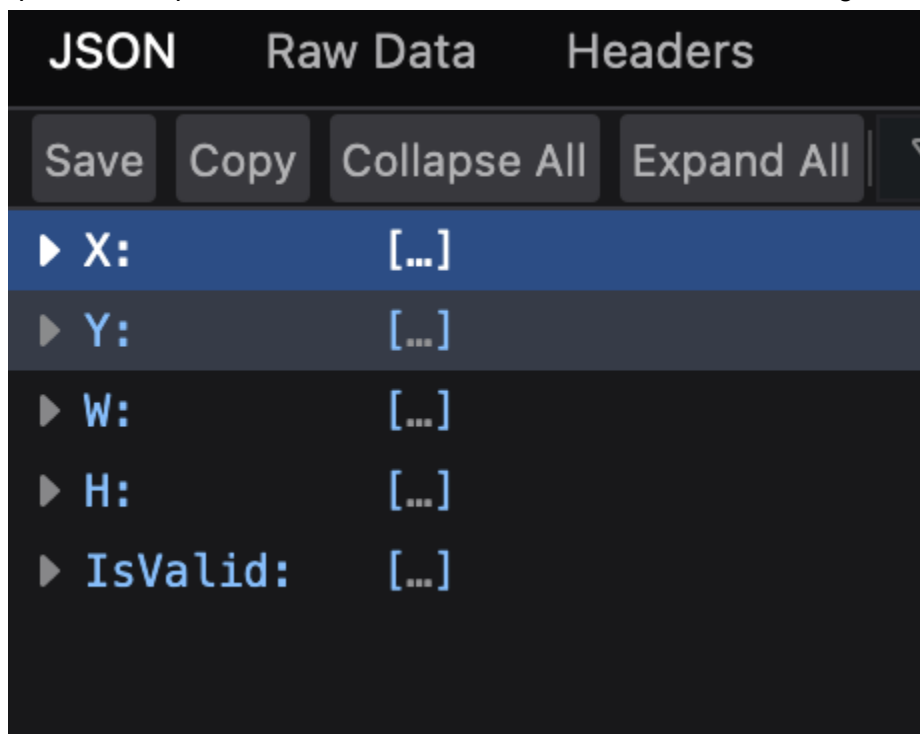 JSON Raw Data Headers
Save Copy Collapse All Expand All
X: […]
Y: […]
W: […]
H: […]
IsValid: […]